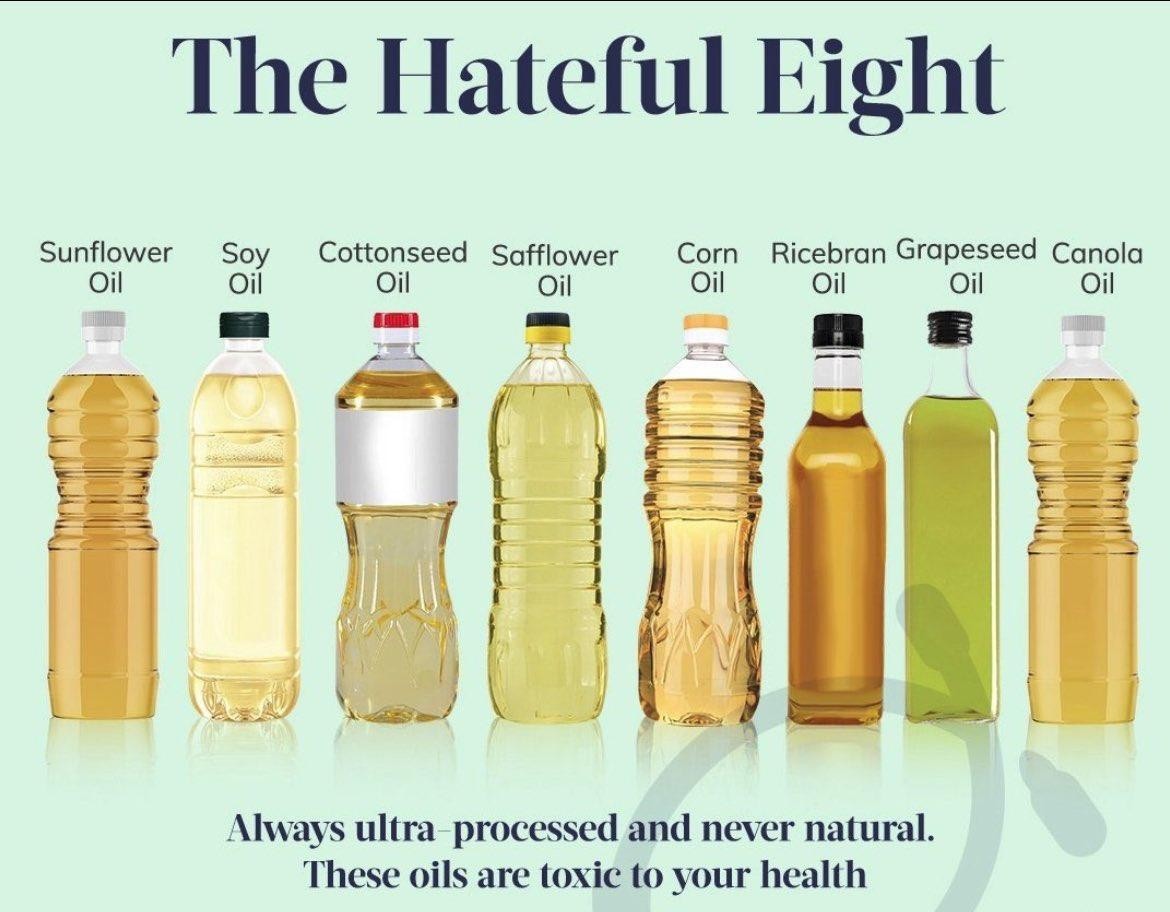 The Hateful Eight
Sunflower Oil
Soy Oil
Cottonseed Oil
Safflower Oil
Corn Oil
Ricebran Oil
Grapeseed Oil
Canola Oil
Always ultra-processed and never natural.
These oils are toxic to your health